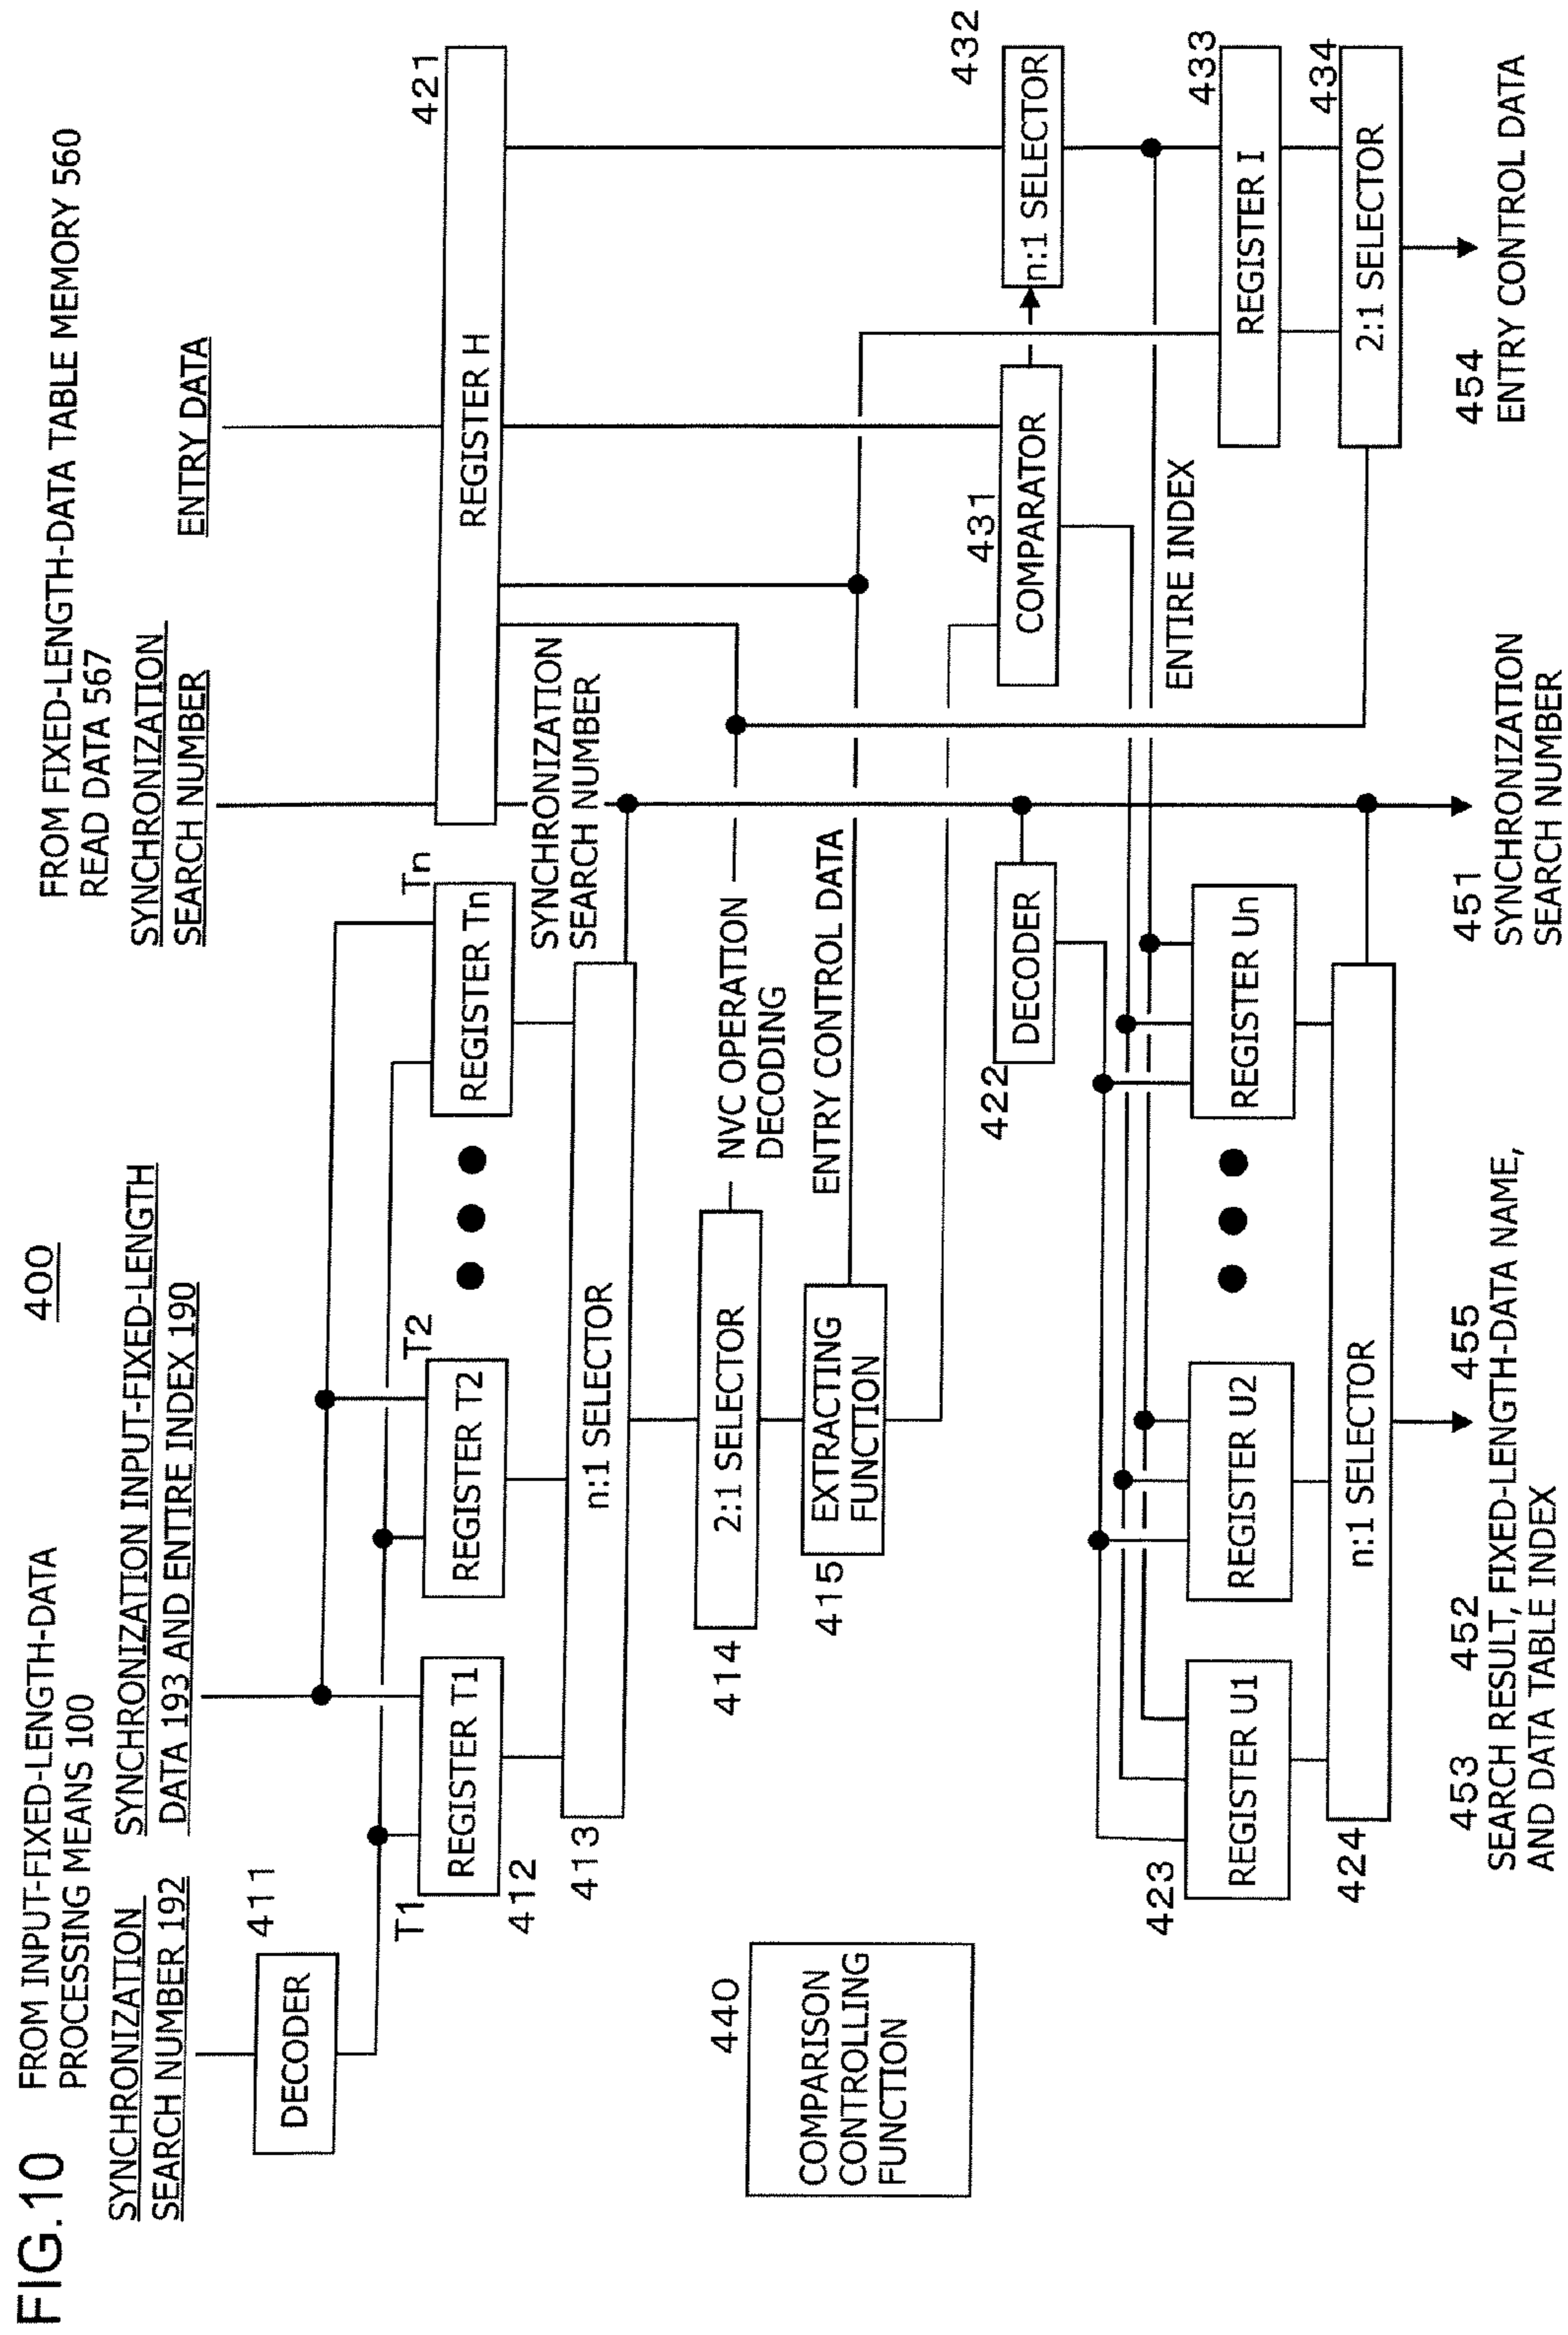 FIG.10
400
FROM INPUT-FIXED-LENGTH-DATA
PROCESSING MEANS 100
FROM FIXED-LENGTH-DATA TABLE MEMORY 560
READ DATA 567
SYNCHRONIZATION
SEARCH NUMBER 192
SYNCHRONIZATION INPUT-FIXED-LENGTH
DATA 193 AND ENTIRE INDEX 190
SYNCHRONIZATION
SEARCH NUMBER
ENTRY DATA
411
DECODER
T1
REGISTER T1
412
T2
REGISTER T2
Tn
REGISTER Tn
421
REGISTER H
413
n:1 SELECTOR
SYNCHRONIZATION
SEARCH NUMBER
414
2:1 SELECTOR
NVC OPERATION
DECODING
415
EXTRACTING
FUNCTION
ENTRY CONTROL DATA
440
COMPARISON
CONTROLLING
FUNCTION
422
DECODER
431
COMPARATOR
432
n:1 SELECTOR
ENTIRE INDEX
423
REGISTER U1
REGISTER U2
REGISTER Un
433
REGISTER I
424
n:1 SELECTOR
434
2:1 SELECTOR
453
452
455
SEARCH RESULT, FIXED-LENGTH-DATA NAME,
AND DATA TABLE INDEX
451
SYNCHRONIZATION
SEARCH NUMBER
454
ENTRY CONTROL DATA